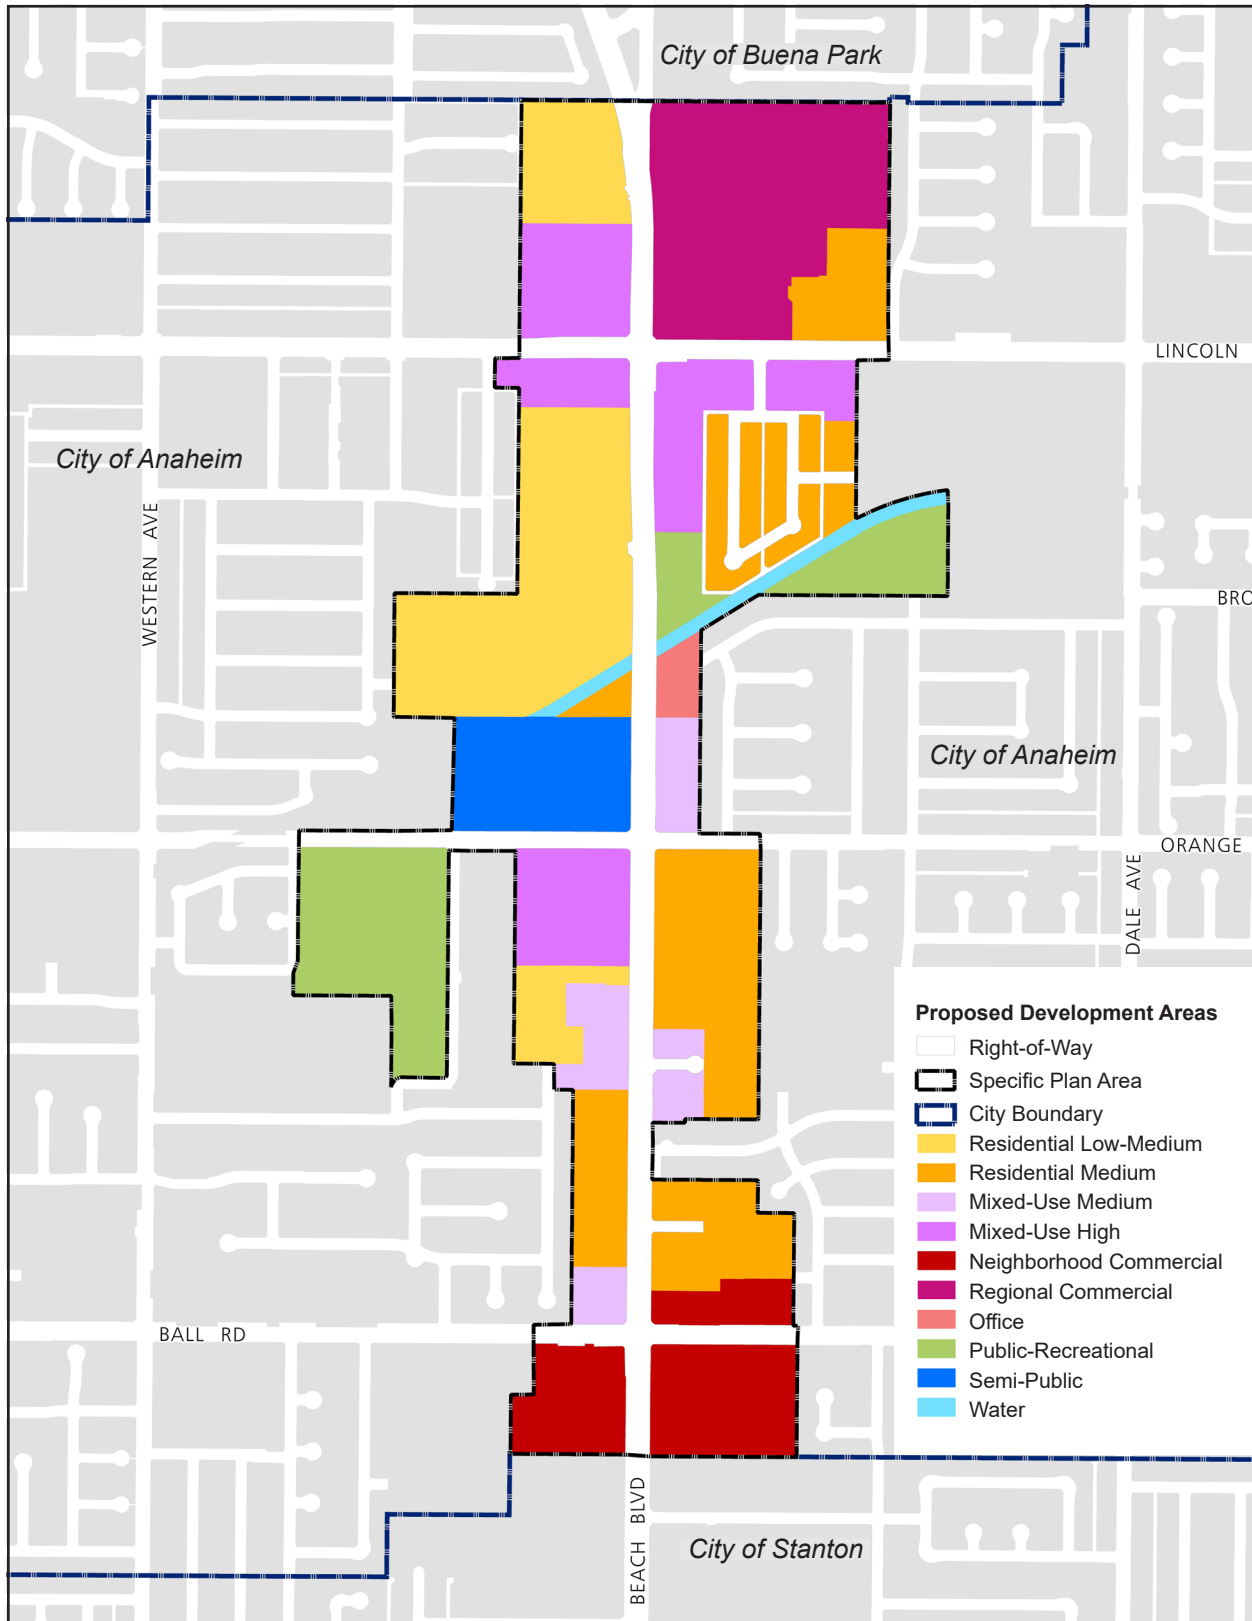 City of Buena Park
LINCOLN
City of Anaheim
WESTERN AVE
BRO
City of Anaheim
ORANGE
DALE AVE
Proposed Development Areas
Right-of-Way
Specific Plan Area
City Boundary
Residential Low-Medium
Residential Medium
Mixed-Use Medium
Mixed-Use High
Neighborhood Commercial
Regional Commercial
Office
Public-Recreational
Semi-Public
Water
BALL RD
BEACH BLVD
City of Stanton